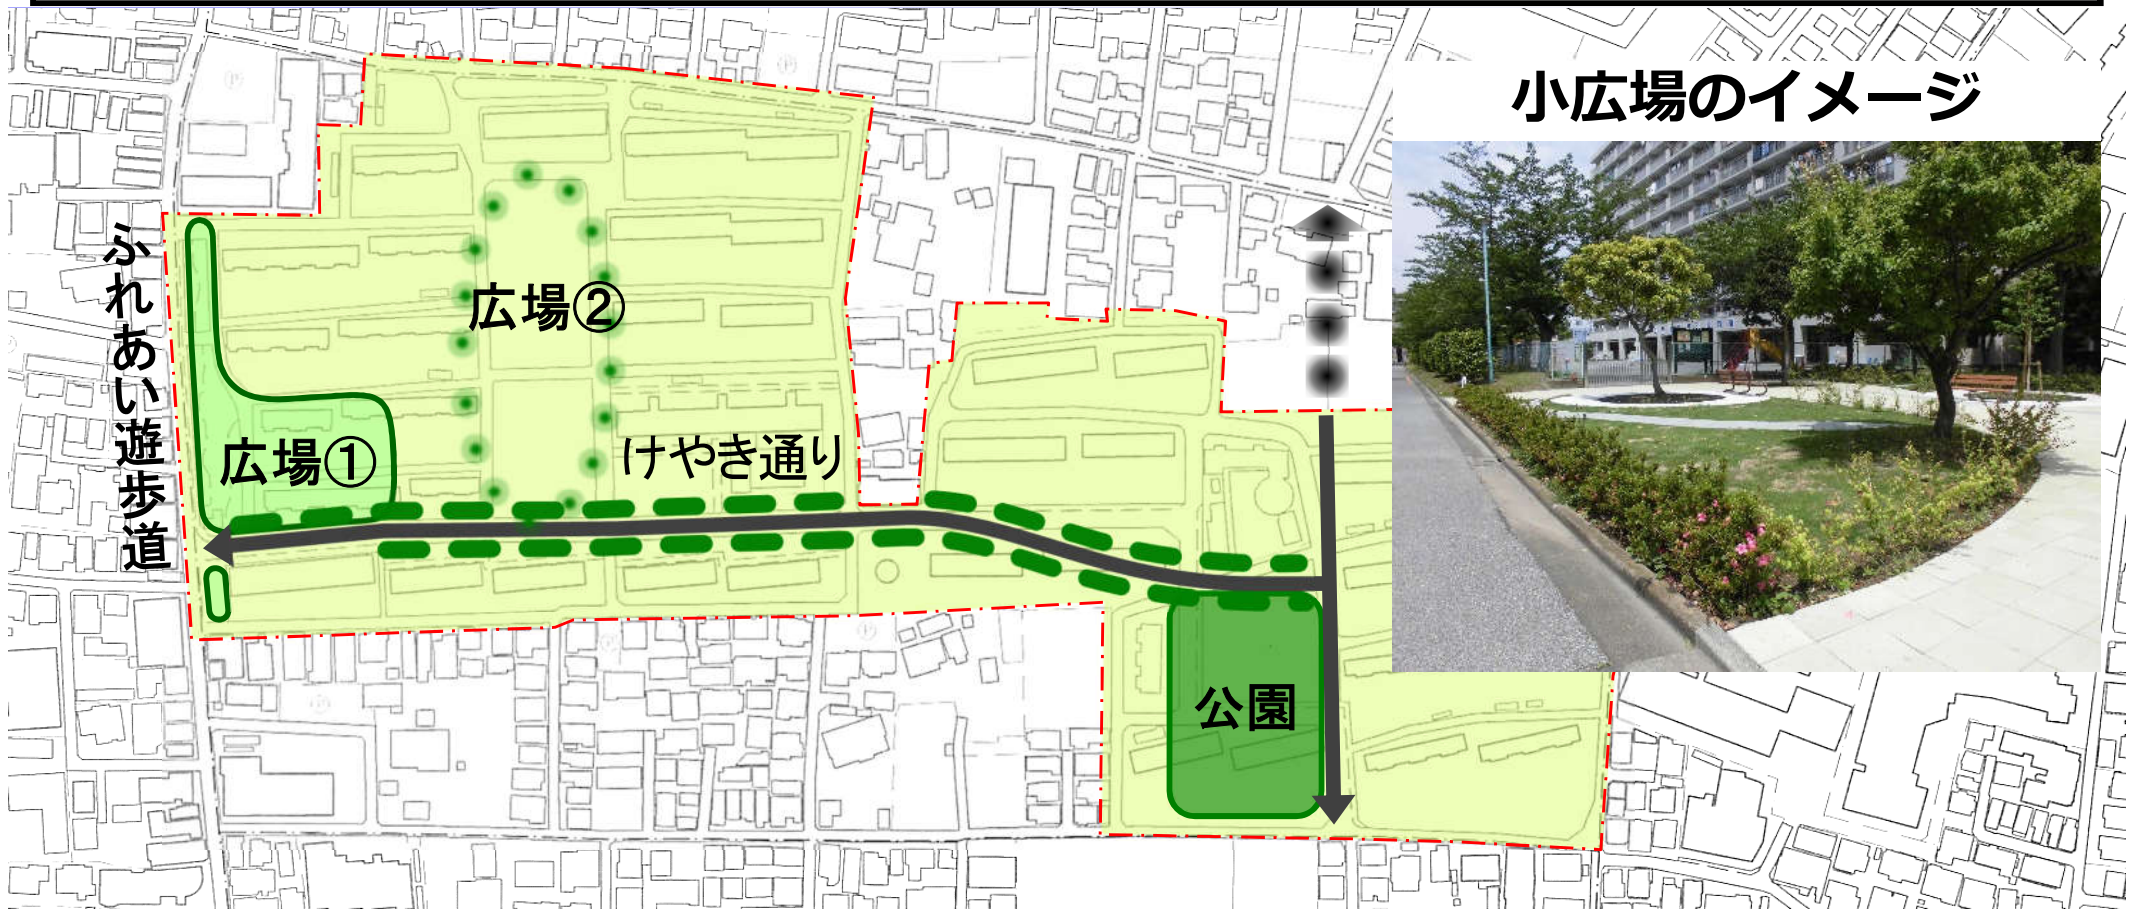 小広場のイメージ
ふれあい遊歩道
広場②
広場①
けやき通り
公園